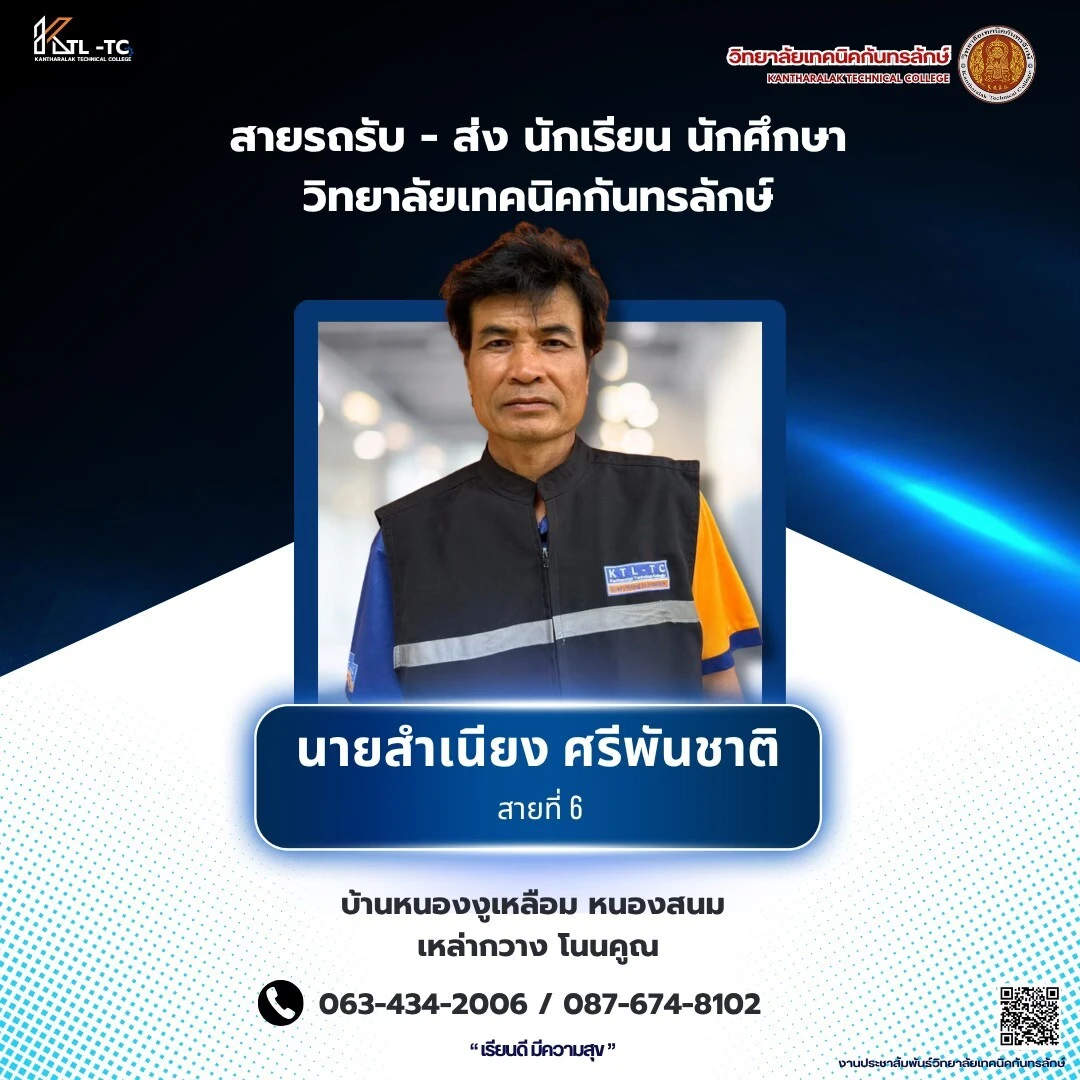 KTL-TC
KANTHARALAK TECHNICAL COLLEGE
วิทยาลัยเทคนิคกันทรลักษ์
KANTHARALAK TECHNICAL COLLEGE
สายรถรับ - ส่ง นักเรียน นักศึกษา
วิทยาลัยเทคนิคกันทรลักษ์
KTL-TC
นายสำเนียง ศรีพันชาติ
สายที่ 6
บ้านหนองงูเหลือม หนองสนม
เหล่ากวาง โนนคูณ
063-434-2006 / 087-674-8102
“ เรียนดี มีความสุข ”
งานประชาสัมพันธ์วิทยาลัยเทคนิคกันทรลักษ์